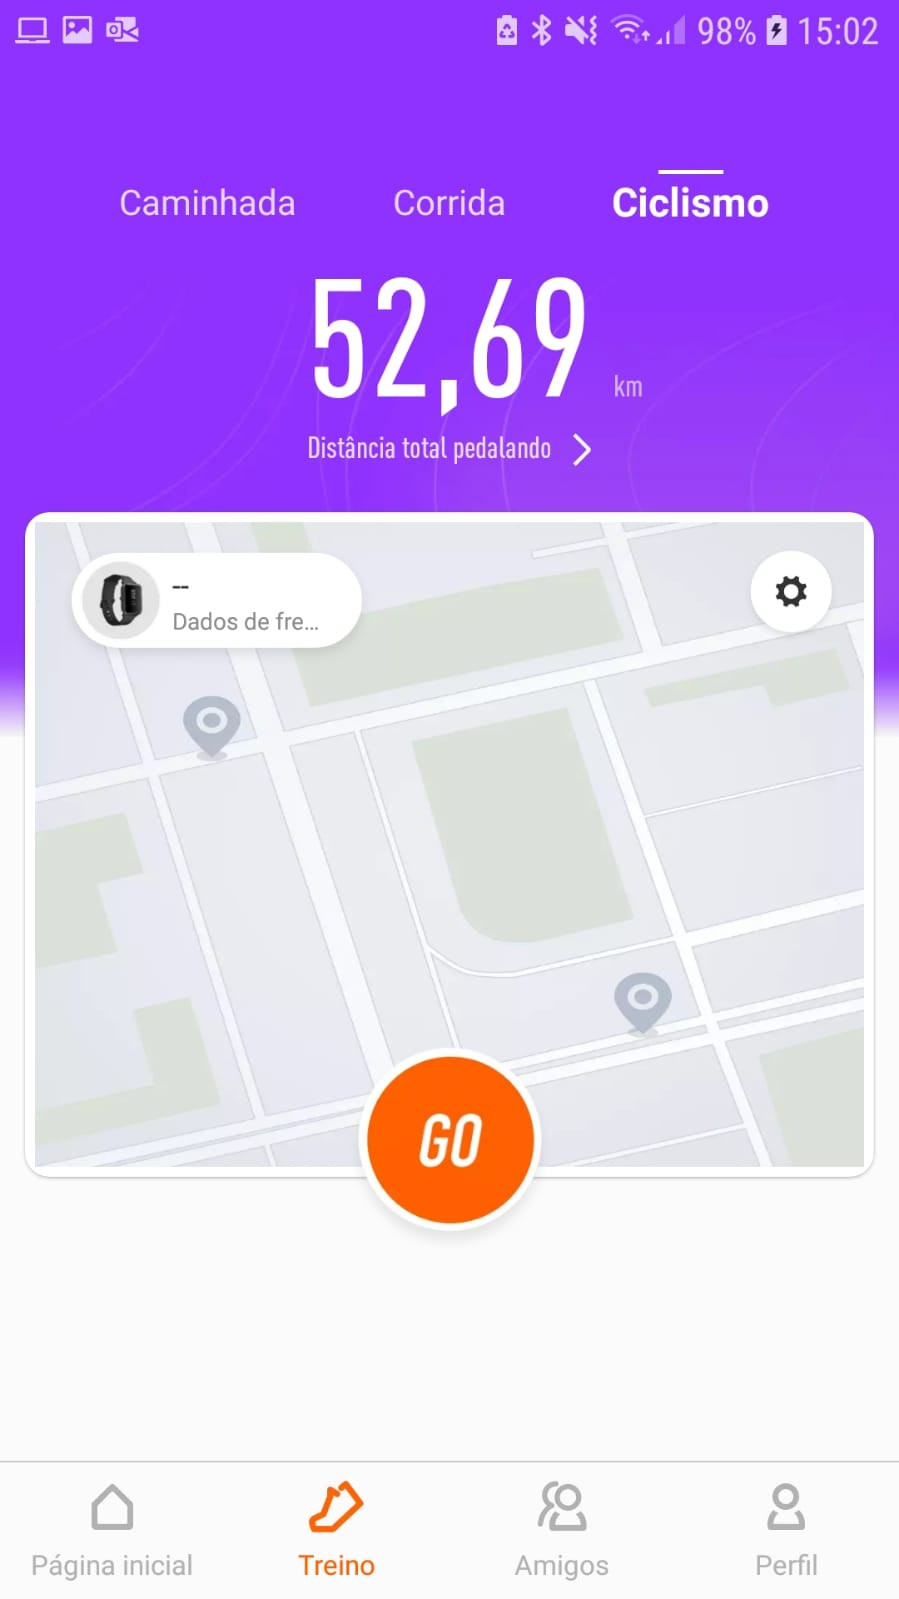 98% 15:02
Caminhada Corrida Ciclismo
52,69 km
Distância total pedalando
--
Dados de fre...
GO
Página inicial Treino Amigos Perfil